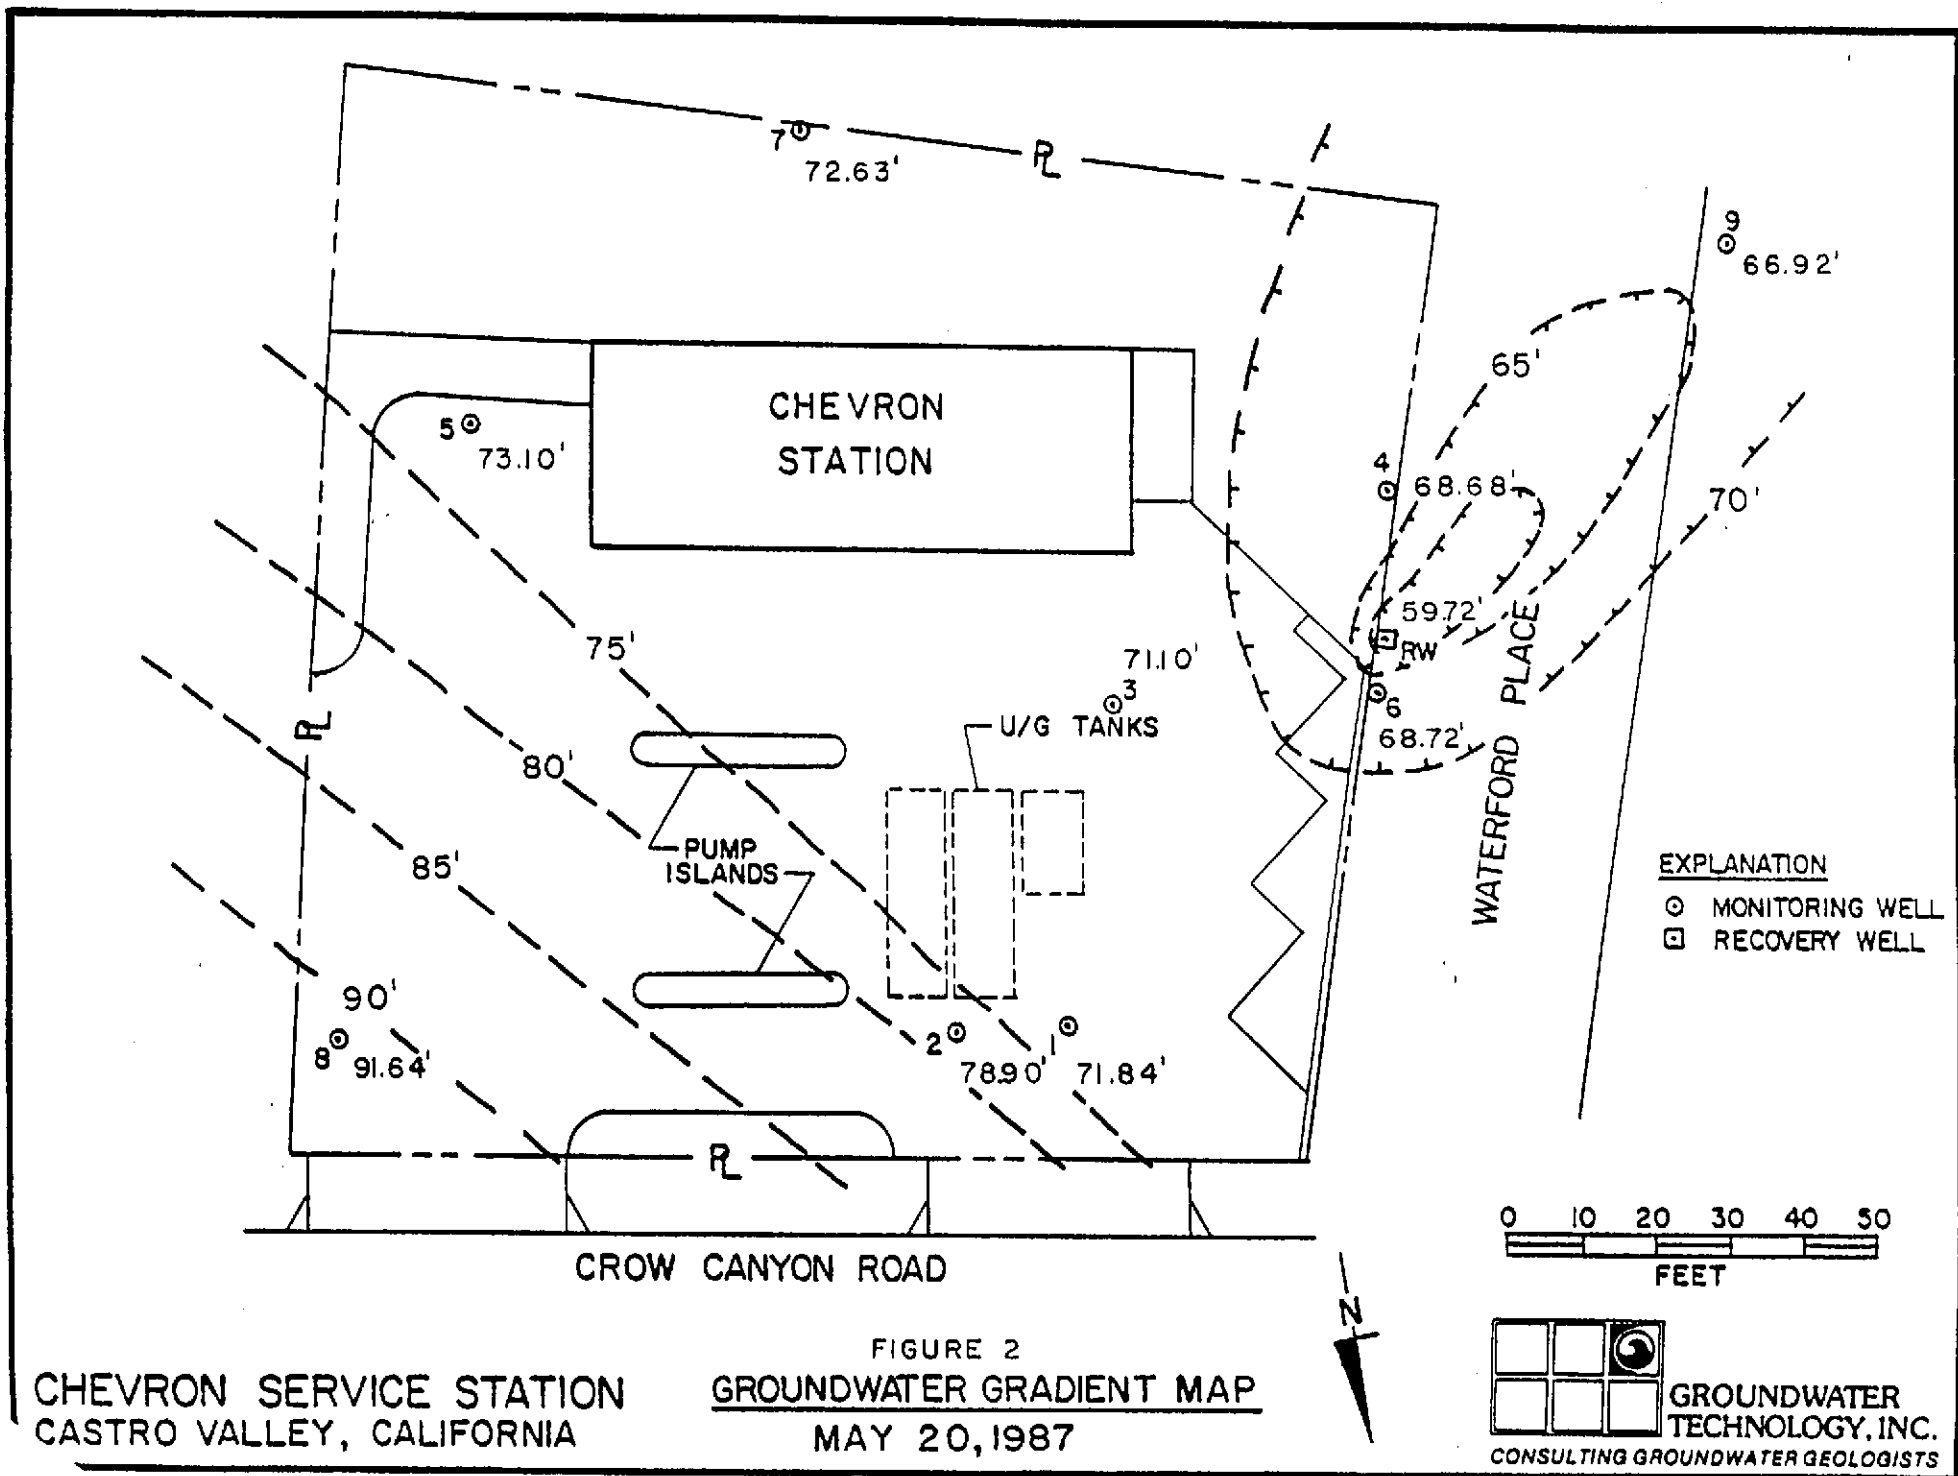 7
72.63'
PL
9
66.92'
65'
CHEVRON
STATION
5
73.10'
4
68.68'
70'
59.72'
RW
75'
71.10'
3
6
68.72'
U/G TANKS
PL
80'
WATERFORD PLACE
PUMP
ISLANDS
85'
EXPLANATION
MONITORING WELL
RECOVERY WELL
90'
8
91.64'
2
78.90'
1
71.84'
PL
0 10 20 30 40 50
FEET
CROW CANYON ROAD
N
FIGURE 2
GROUNDWATER GRADIENT MAP
MAY 20, 1987
CHEVRON SERVICE STATION
CASTRO VALLEY, CALIFORNIA
GROUNDWATER
TECHNOLOGY, INC.
CONSULTING GROUNDWATER GEOLOGISTS